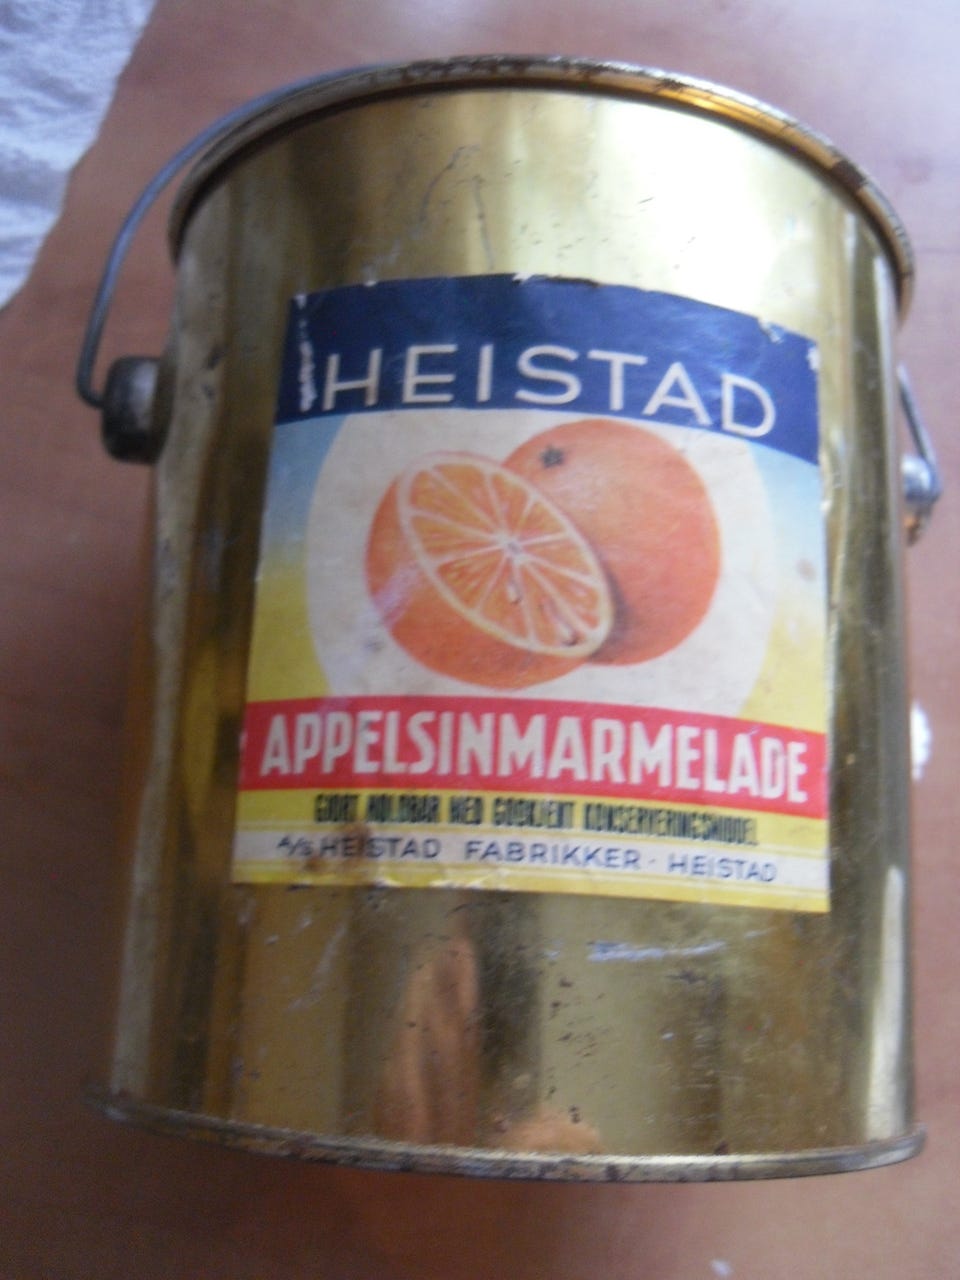 HEISTAD
APPELSINMARMELADE
GJORT HOLDBAR MED GODKJENT KONSERVERINGSMIDDEL
A/S HEISTAD FABRIKKER · HEISTAD